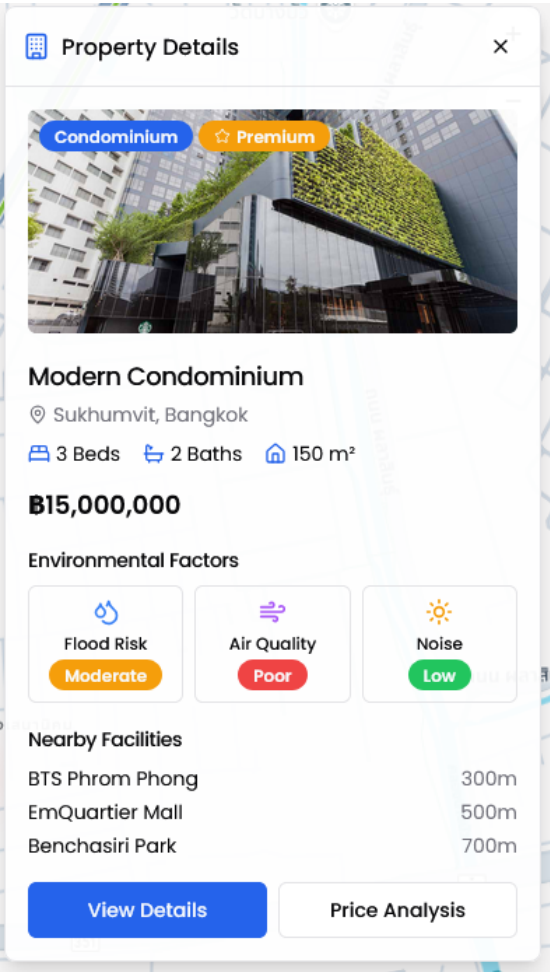 Property Details
Condominium
Premium
Modern Condominium
Sukhumvit, Bangkok
3 Beds 2 Baths 150 m²
฿15,000,000
Environmental Factors
Flood Risk Air Quality Noise
Moderate Poor Low
Nearby Facilities
BTS Phrom Phong 300m
EmQuartier Mall 500m
Benchasiri Park 700m
View Details Price Analysis